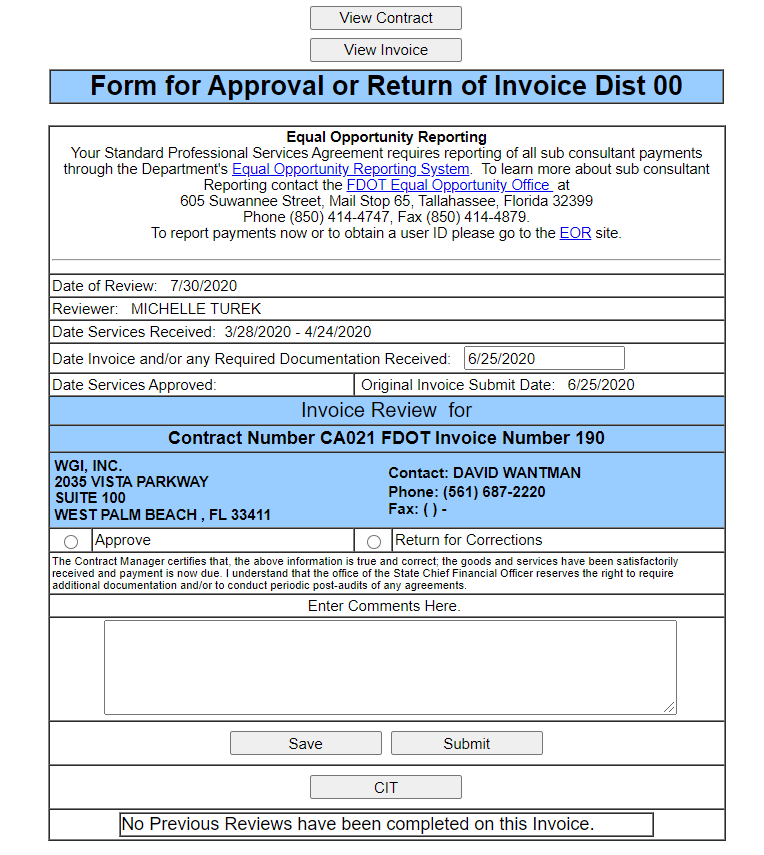 View Contract
View Invoice
Form for Approval or Return of Invoice Dist 00
Equal Opportunity Reporting
Your Standard Professional Services Agreement requires reporting of all sub consultant payments
through the Department's Equal Opportunity Reporting System.  To learn more about sub consultant
Reporting contact the FDOT Equal Opportunity Office  at
605 Suwannee Street, Mail Stop 65, Tallahassee, Florida 32399
Phone (850) 414-4747, Fax (850) 414-4879.
To report payments now or to obtain a user ID please go to the EOR site.
Date of Review:   7/30/2020
Reviewer:   MICHELLE TUREK
Date Services Received:  3/28/2020 - 4/24/2020
Date Invoice and/or any Required Documentation Received:   6/25/2020
Date Services Approved:   Original Invoice Submit Date:   6/25/2020
Invoice Review  for
Contract Number CA021 FDOT Invoice Number 190
WGI, INC.
2035 VISTA PARKWAY
SUITE 100
WEST PALM BEACH , FL 33411
Contact: DAVID WANTMAN
Phone: (561) 687-2220
Fax: ( ) -
Approve   Return for Corrections
The Contract Manager certifies that, the above information is true and correct; the goods and services have been satisfactorily
received and payment is now due. I understand that the office of the State Chief Financial Officer reserves the right to require
additional documentation and/or to conduct periodic post-audits of any agreements.
Enter Comments Here.
Save   Submit
CIT
No Previous Reviews have been completed on this Invoice.